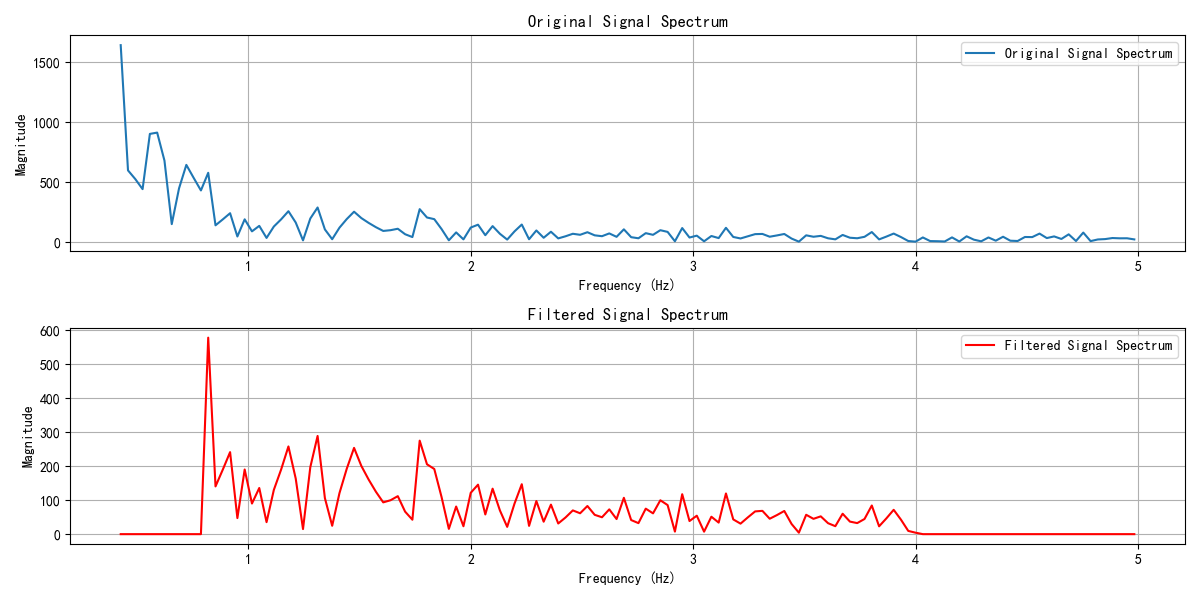 Original Signal Spectrum
Original Signal Spectrum
1500
1000
500
0
Magnitude
1 2 3 4 5
Frequency (Hz)
Filtered Signal Spectrum
Filtered Signal Spectrum
600
500
400
300
200
100
0
Magnitude
1 2 3 4 5
Frequency (Hz)